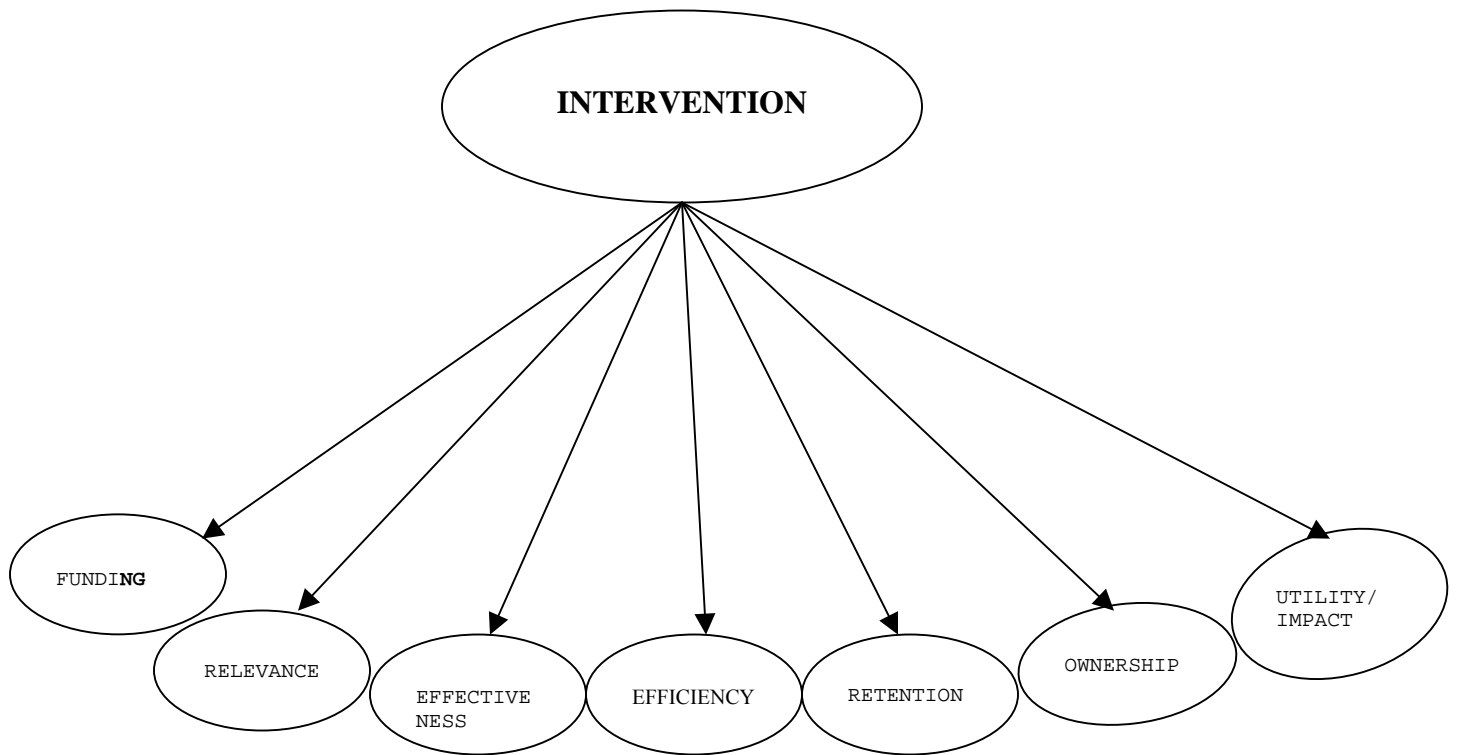 INTERVENTION
FUNDING
RELEVANCE
EFFECTIVE
NESS
EFFICIENCY
RETENTION
OWNERSHIP
UTILITY/
IMPACT